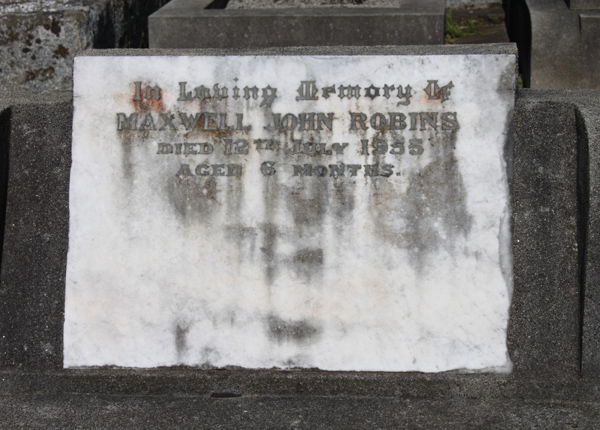 In Loving Memory Of
MAXWELL JOHN ROBINS
DIED 12TH JULY 1955
AGED 6 MONTHS.